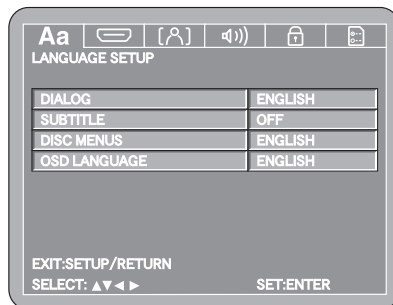 Aa
LANGUAGE SETUP
DIALOG ENGLISH
SUBTITLE OFF
DISC MENUS ENGLISH
OSD LANGUAGE ENGLISH
EXIT:SETUP/RETURN
SELECT: ▲▼◄► SET:ENTER